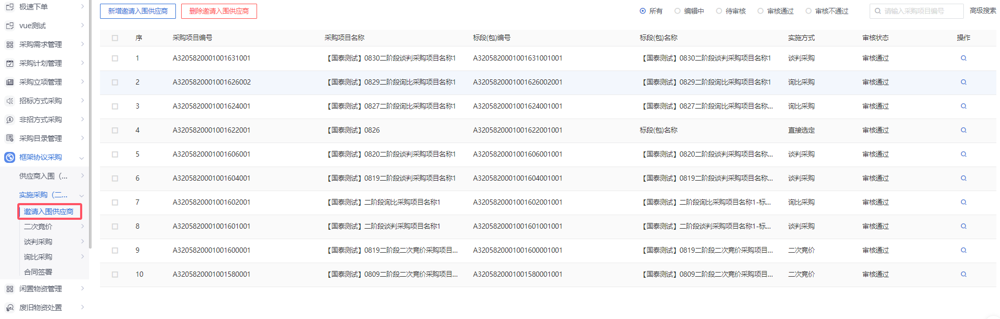 极速下单
vue测试
采购需求管理
采购计划管理
采购立项管理
招标方式采购
非招方式采购
采购目录管理
框架协议采购
供应商入围（...
实施采购（二...
邀请入围供应商
二次竞价
谈判采购
询比采购
合同签署
闲置物资管理
废旧物资处置
新增邀请入围供应商 删除邀请入围供应商 所有 编辑中 待审核 审核通过 审核不通过 请输入采购项目编号 高级搜索
序 采购项目编号 采购项目名称 标段(包)编号 标段(包)名称 实施方式 审核状态 操作
1 A3205820001001631001 【国泰测试】0830二阶段谈判采购项目名称1 A3205820001001631001001 【国泰测试】0830二阶段谈判采购项目名称1 谈判采购 审核通过
2 A3205820001001626002 【国泰测试】0829二阶段询比采购项目名称1 A3205820001001626002001 【国泰测试】0829二阶段询比采购项目名称1 询比采购 审核通过
3 A3205820001001624001 【国泰测试】0827二阶段询比采购项目名称1 A3205820001001624001001 【国泰测试】0827二阶段询比采购项目名称... 询比采购 审核通过
4 A3205820001001622001 【国泰测试】0826 A3205820001001622001001 标段(包)名称 直接选定 审核通过
5 A3205820001001606001 【国泰测试】0820二阶段谈判采购项目名称1 A3205820001001606001001 【国泰测试】0820二阶段谈判采购项目名称... 谈判采购 审核通过
6 A3205820001001604001 【国泰测试】0819二阶段谈判采购项目名称1 A3205820001001604001001 【国泰测试】0819二阶段谈判采购项目名称... 谈判采购 审核通过
7 A3205820001001602001 【国泰测试】二阶段询比采购项目名称1 A3205820001001602001001 【国泰测试】二阶段询比采购项目名称1-标... 询比采购 审核通过
8 A3205820001001601001 【国泰测试】二阶段谈判采购项目名称1 A3205820001001601001001 【国泰测试】二阶段谈判采购项目名称1-标... 谈判采购 审核通过
9 A3205820001001600001 【国泰测试】0819二阶段二次竞价采购项目... A3205820001001600001001 【国泰测试】0819二阶段二次竞价采购项目... 二次竞价 审核通过
10 A3205820001001580001 【国泰测试】0809二阶段二次竞价采购项目... A3205820001001580001001 【国泰测试】0809二阶段二次竞价采购项目... 二次竞价 审核通过